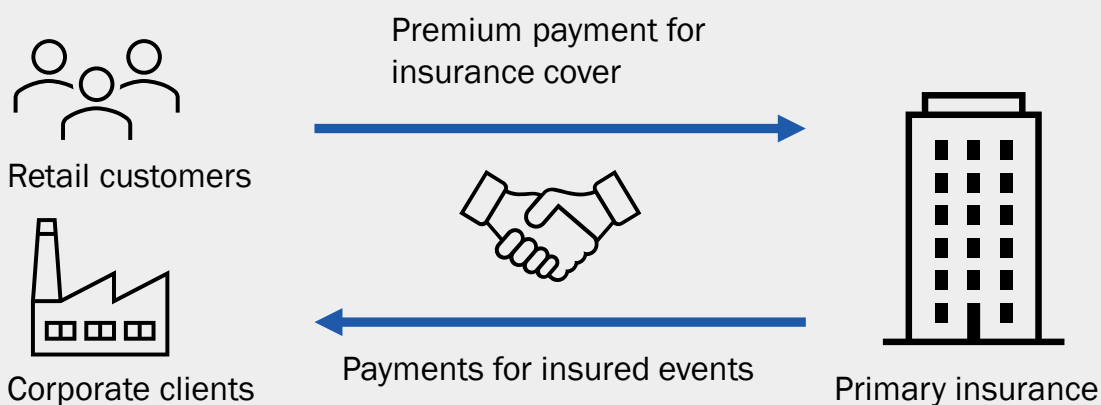 Premium payment for
insurance cover
Retail customers
Corporate clients
Payments for insured events
Primary insurance